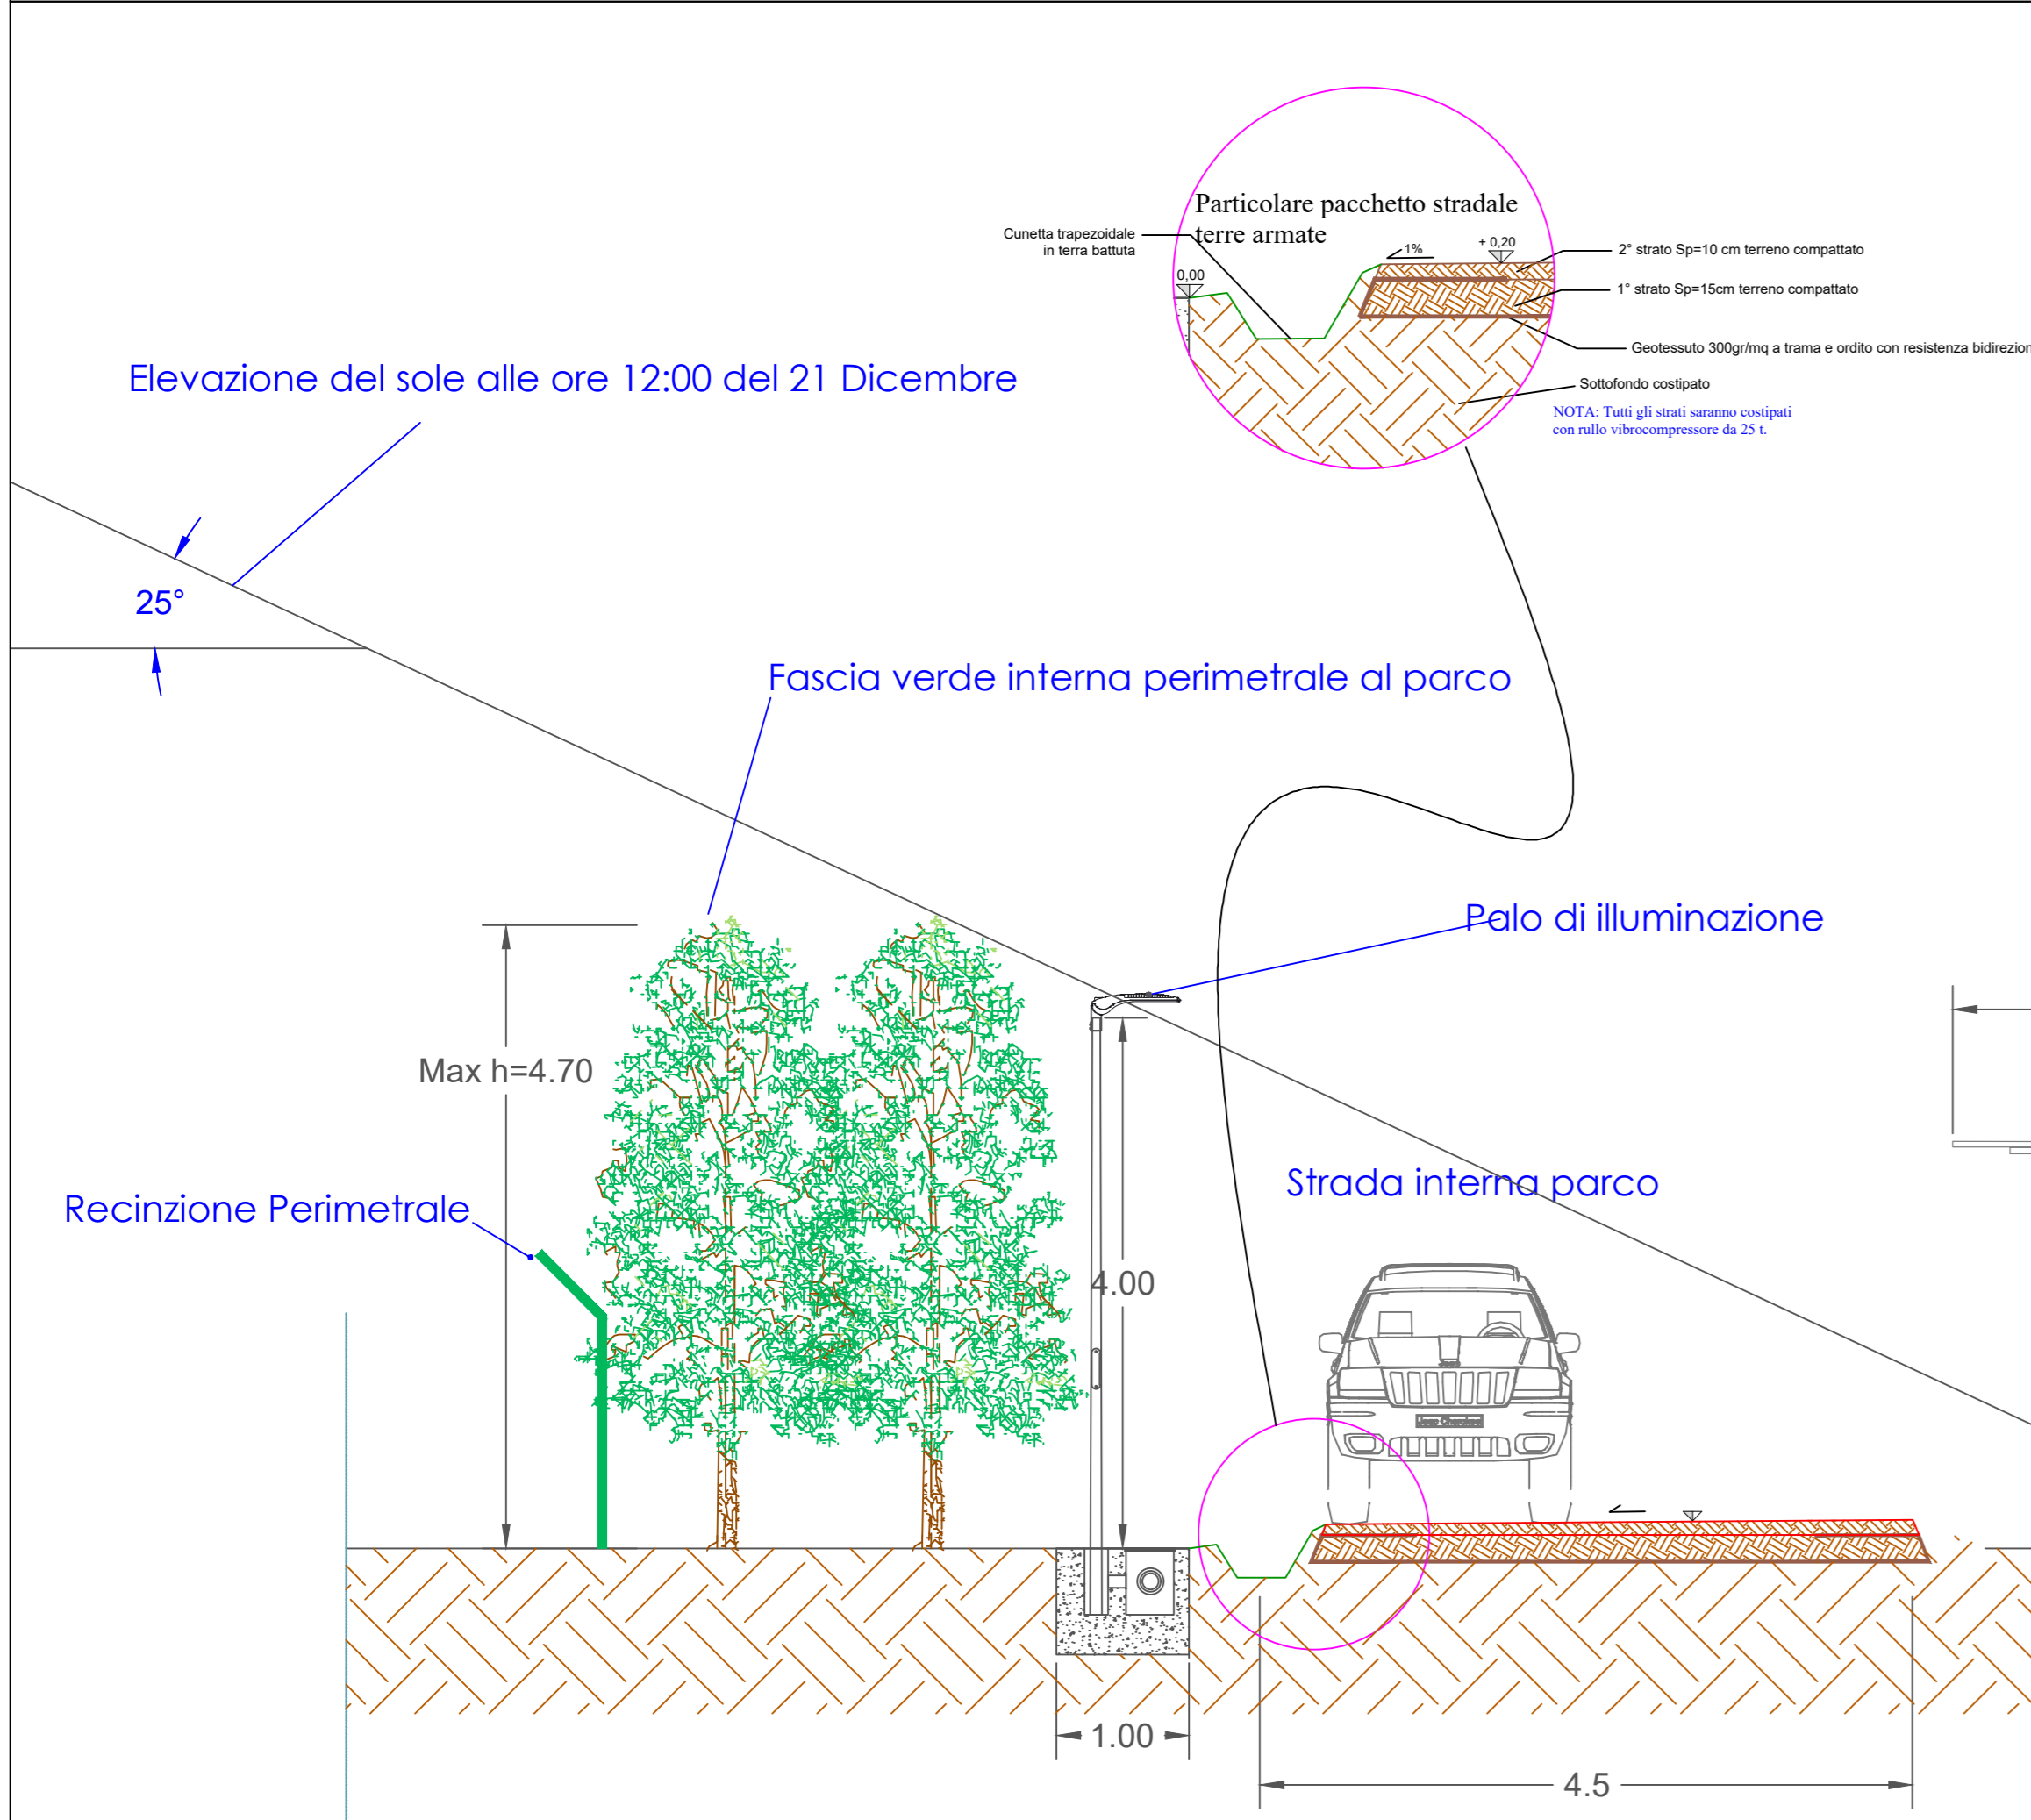 Particolare pacchetto stradale
terre armate
Cunetta trapezoidale
in terra battuta
1%
+ 0,20
0,00
2° strato Sp=10 cm terreno compattato
1° strato Sp=15cm terreno compattato
Geotessuto 300gr/mq a trama e ordito con resistenza bidirezion
Sottofondo costipato
NOTA: Tutti gli strati saranno costipati
con rullo vibrocompressore da 25 t.
Elevazione del sole alle ore 12:00 del 21 Dicembre
25°
Fascia verde interna perimetrale al parco
Palo di illuminazione
Max h=4.70
Strada interna parco
Recinzione Perimetrale
4.00
1.00
4.5